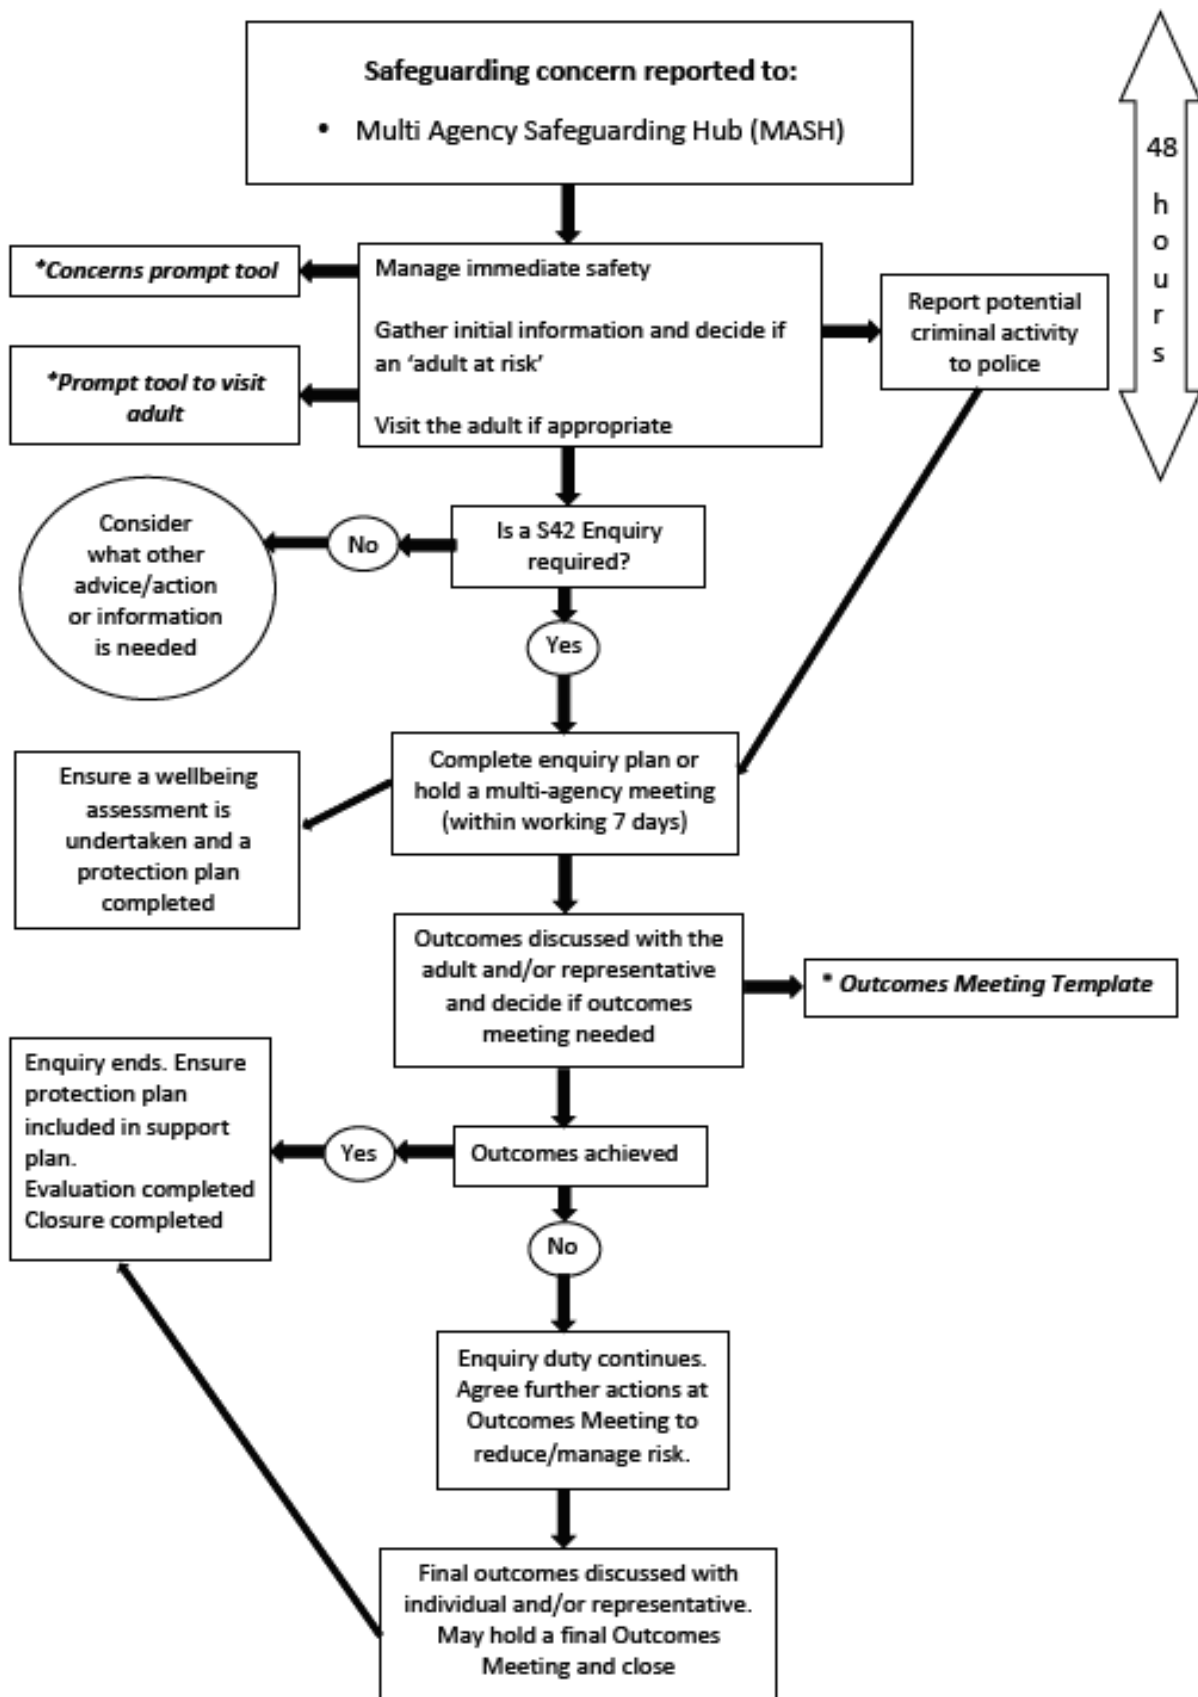 Safeguarding concern reported to:
• Multi Agency Safeguarding Hub (MASH)
48
h
o
u
r
s
*Concerns prompt tool
*Prompt tool to visit
adult
Manage immediate safety
Gather initial information and decide if
an ‘adult at risk’
Visit the adult if appropriate
Report potential
criminal activity
to police
Consider
what other
advice/action
or information
is needed
No
Is a S42 Enquiry
required?
Yes
Ensure a wellbeing
assessment is
undertaken and a
protection plan
completed
Complete enquiry plan or
hold a multi-agency meeting
(within working 7 days)
Outcomes discussed with the
adult and/or representative
and decide if outcomes
meeting needed
* Outcomes Meeting Template
Enquiry ends. Ensure
protection plan
included in support
plan.
Evaluation completed
Closure completed
Yes
Outcomes achieved
No
Enquiry duty continues.
Agree further actions at
Outcomes Meeting to
reduce/manage risk.
Final outcomes discussed with
individual and/or representative.
May hold a final Outcomes
Meeting and close